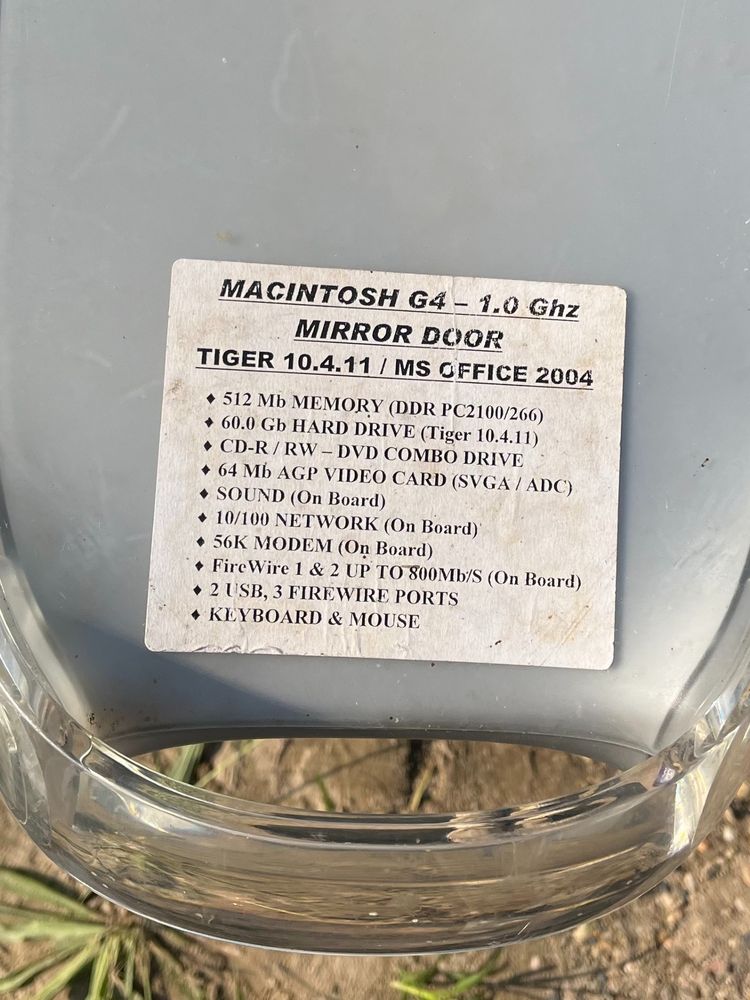 MACINTOSH G4 – 1.0 Ghz
MIRROR DOOR
TIGER 10.4.11 / MS OFFICE 2004
♦ 512 Mb MEMORY (DDR PC2100/266)
♦ 60.0 Gb HARD DRIVE (Tiger 10.4.11)
♦ CD-R / RW – DVD COMBO DRIVE
♦ 64 Mb AGP VIDEO CARD (SVGA / ADC)
♦ SOUND (On Board)
♦ 10/100 NETWORK (On Board)
♦ 56K MODEM (On Board)
♦ FireWire 1 & 2 UP TO 800Mb/S (On Board)
♦ 2 USB, 3 FIREWIRE PORTS
♦ KEYBOARD & MOUSE